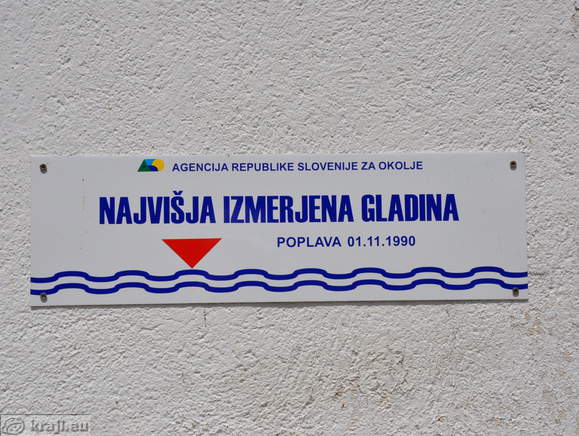 AGENCIJA REPUBLIKE SLOVENIJE ZA OKOLJE
NAJVIŠJA IZMERJENA GLADINA
POPLAVA 01.11.1990
kraji.eu